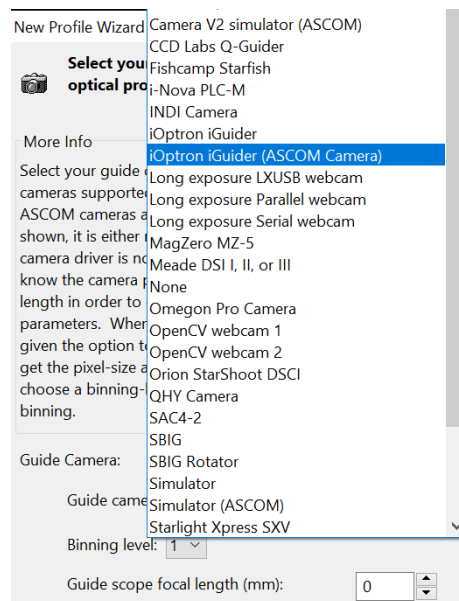 New Profile Wizard
Select your
optical pro
More Info
Select your guide
cameras supporte
ASCOM cameras a
shown, it is either
camera driver is no
know the camera
length in order to
parameters. When
given the option to
get the pixel-size a
choose a binning-
binning.
Guide Camera:
Guide came
Camera V2 simulator (ASCOM)
CCD Labs Q-Guider
Fishcamp Starfish
i-Nova PLC-M
INDI Camera
iOptron iGuider
iOptron iGuider (ASCOM Camera)
Long exposure LXUSB webcam
Long exposure Parallel webcam
Long exposure Serial webcam
MagZero MZ-5
Meade DSI I, II, or III
None
Omegon Pro Camera
OpenCV webcam 1
OpenCV webcam 2
Orion StarShoot DSCI
QHY Camera
SAC4-2
SBIG
SBIG Rotator
Simulator
Simulator (ASCOM)
Starlight Xpress SXV
Binning level: 1
Guide scope focal length (mm): 0